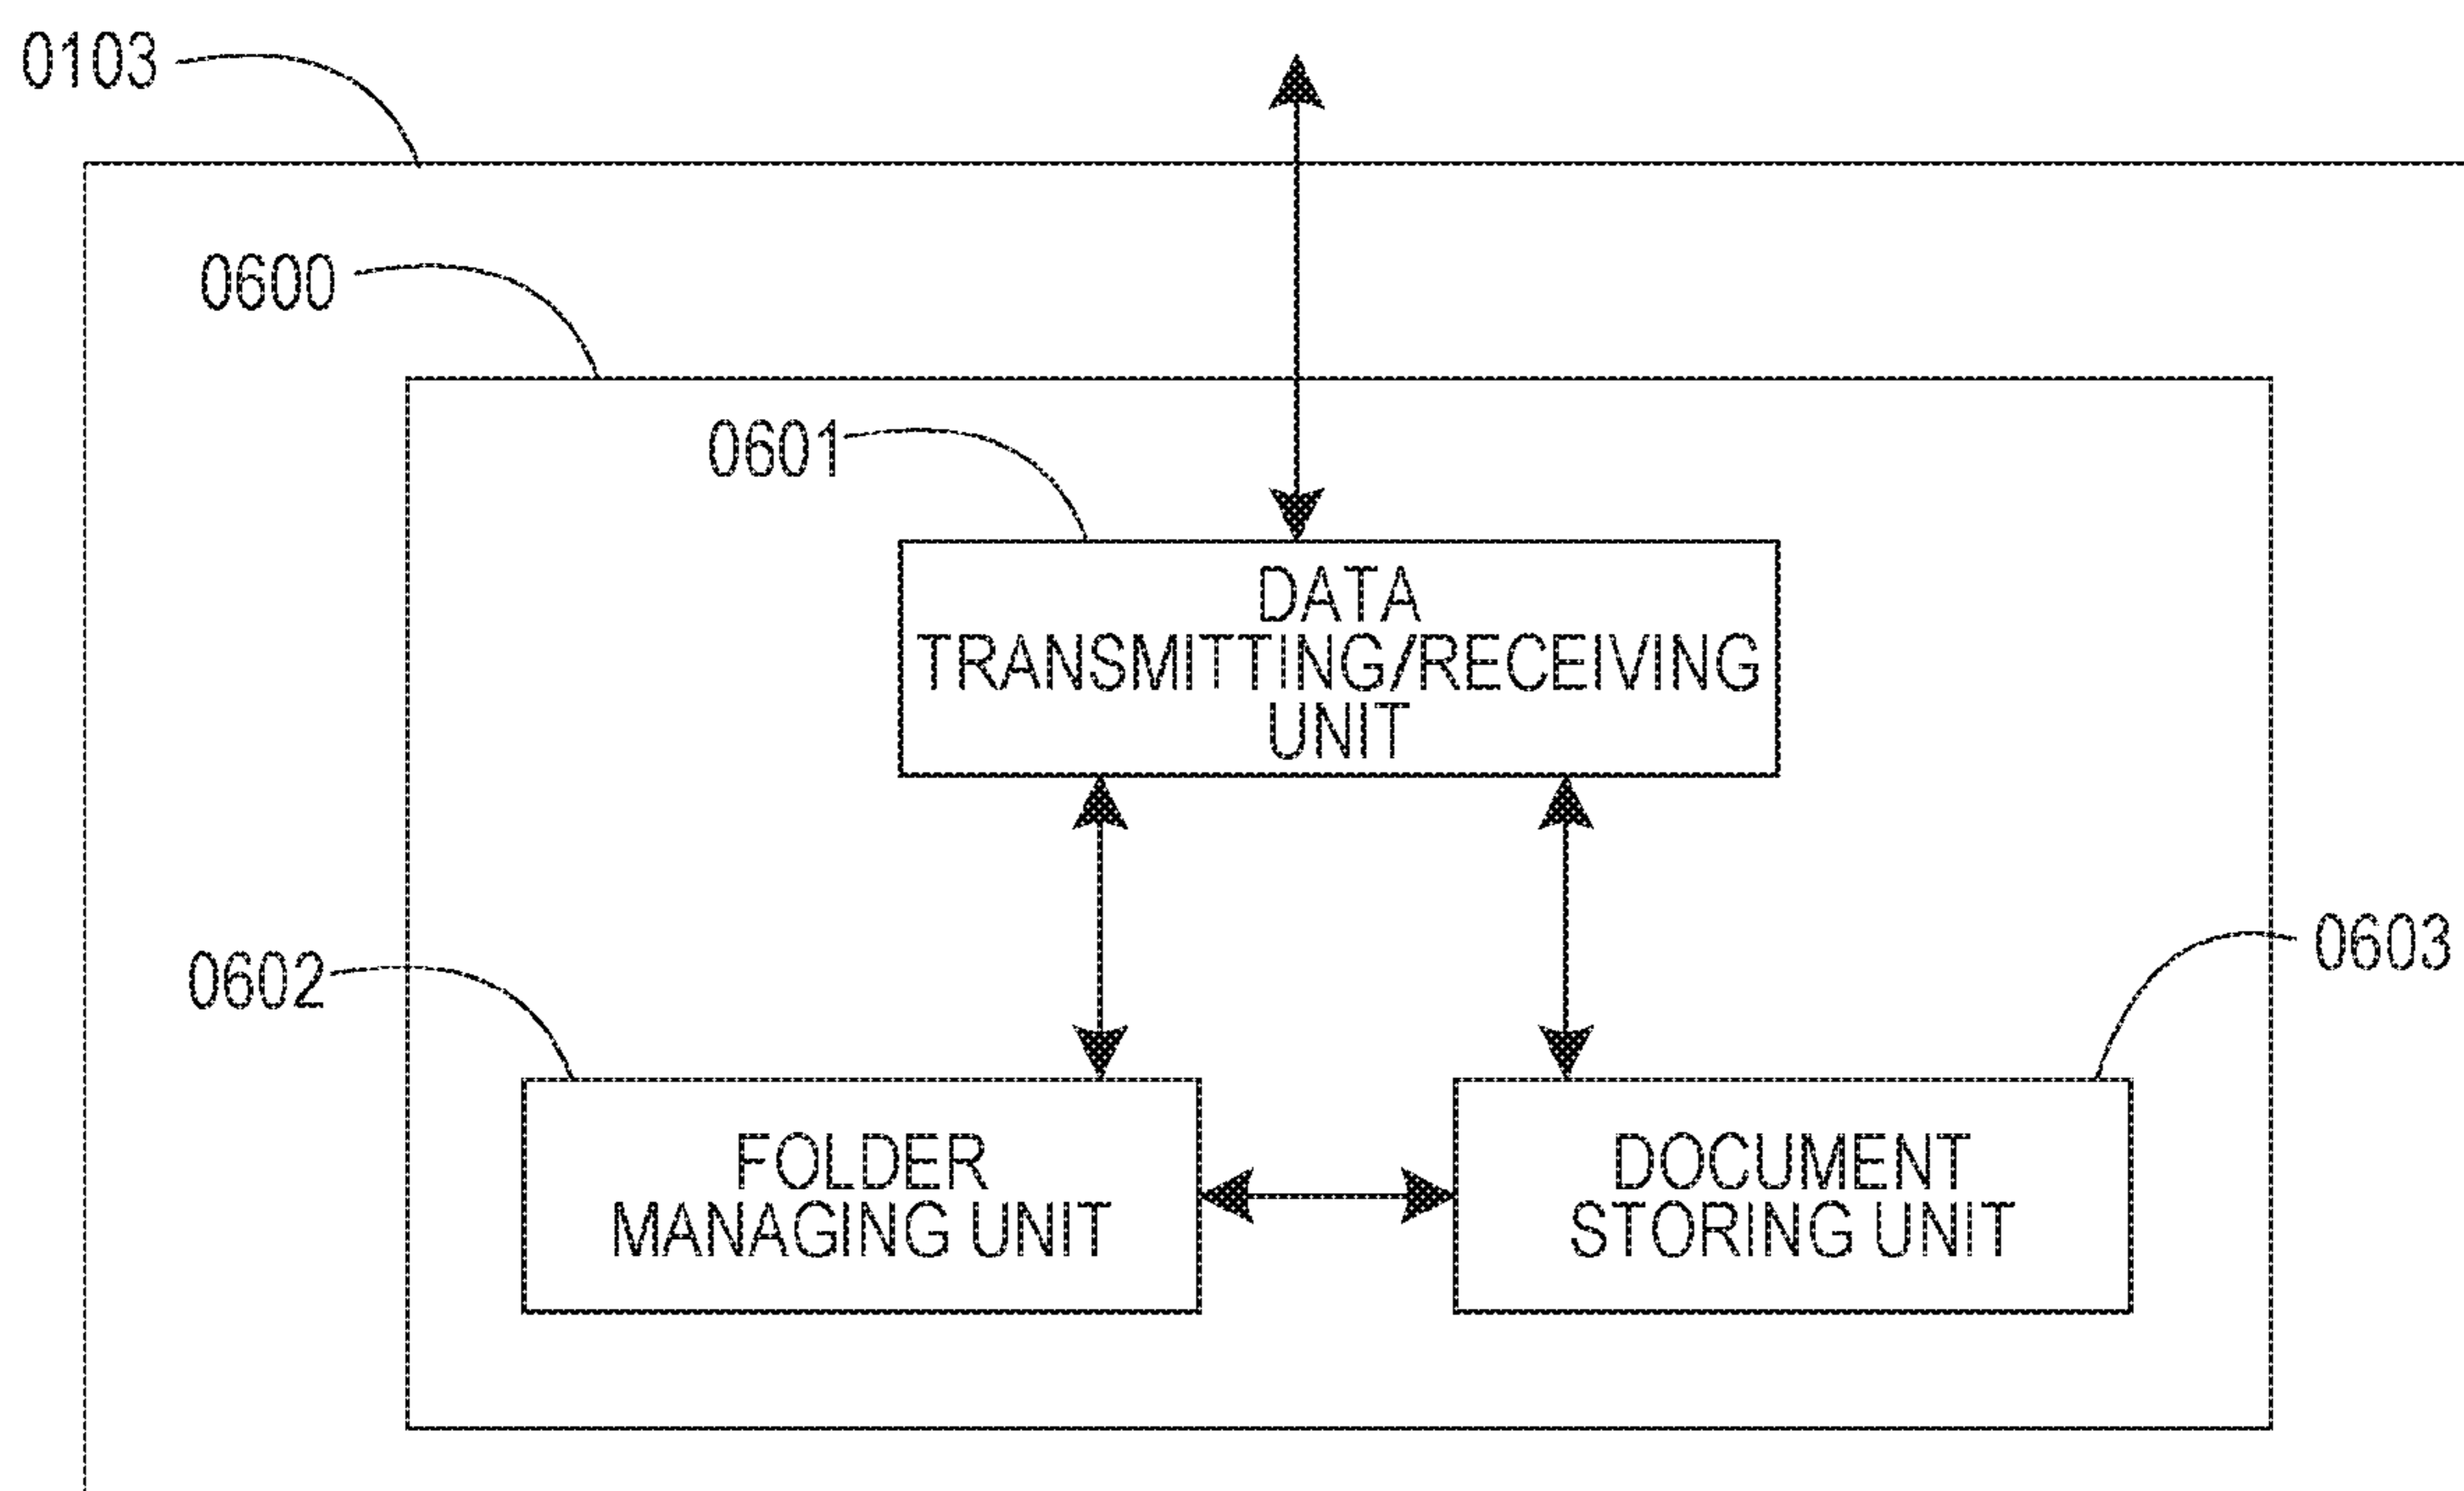 0103
0600
0601
DATA
TRANSMITTING/RECEIVING
UNIT
0602
0603
FOLDER
MANAGING UNIT
DOCUMENT
STORING UNIT